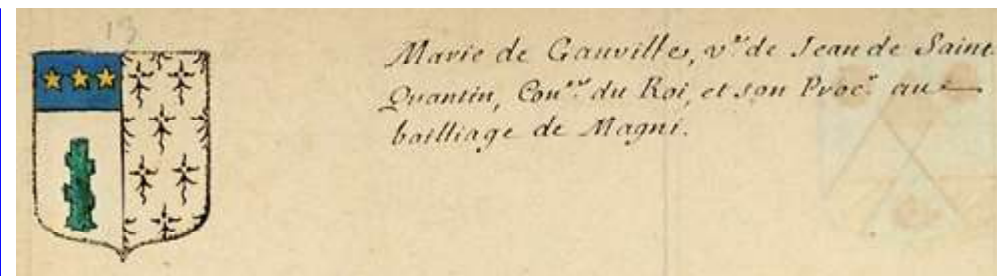 13
Marie de Gauville, v.ᵉ de Jean de Saint
Quantin, Con.ᵉʳ du Roi, et son Proc.ʳ au
bailliage de Magni.